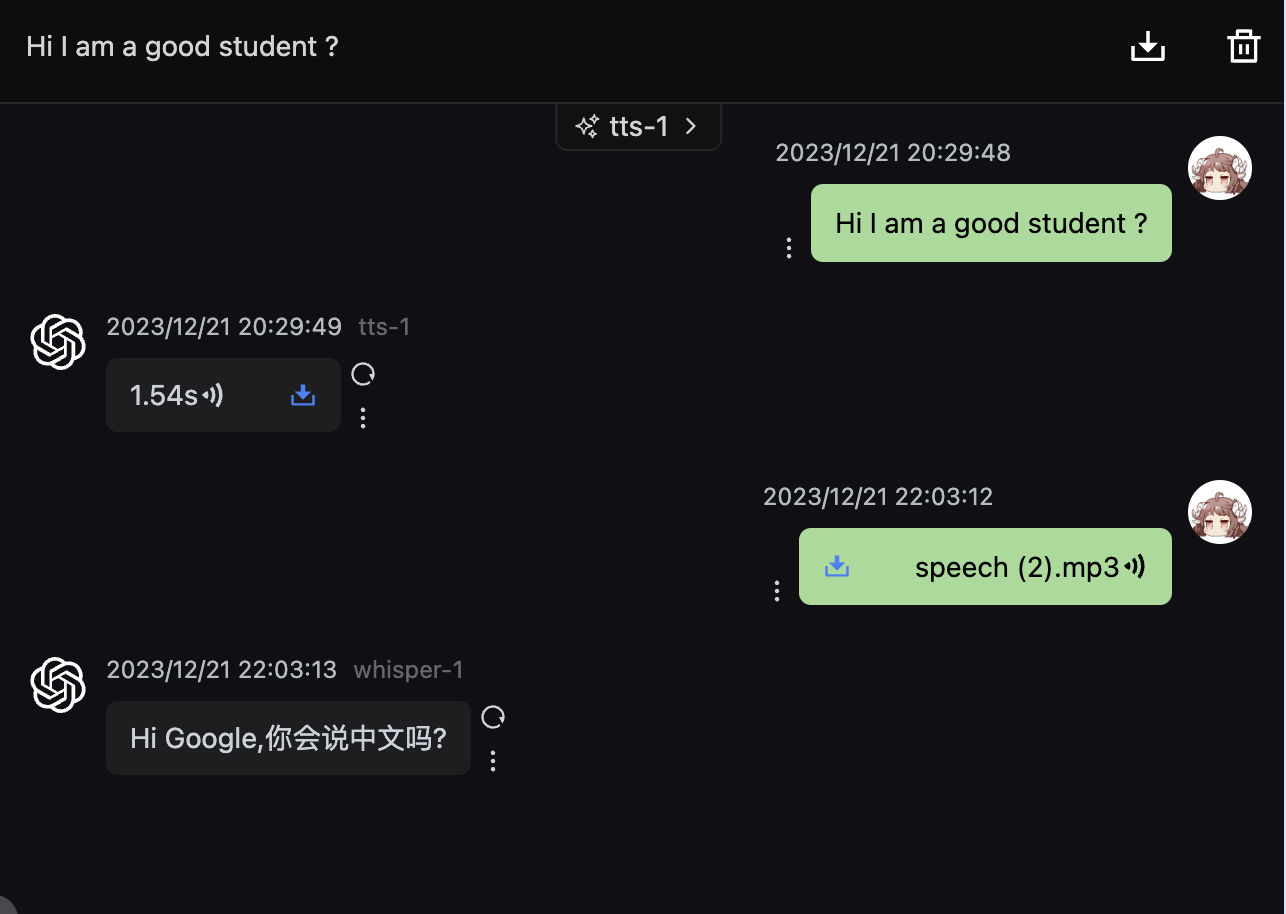 Hi I am a good student ?
tts-1
2023/12/21 20:29:48
Hi I am a good student ?
2023/12/21 20:29:49 tts-1
1.54s
2023/12/21 22:03:12
speech (2).mp3
2023/12/21 22:03:13 whisper-1
Hi Google,你会说中文吗?